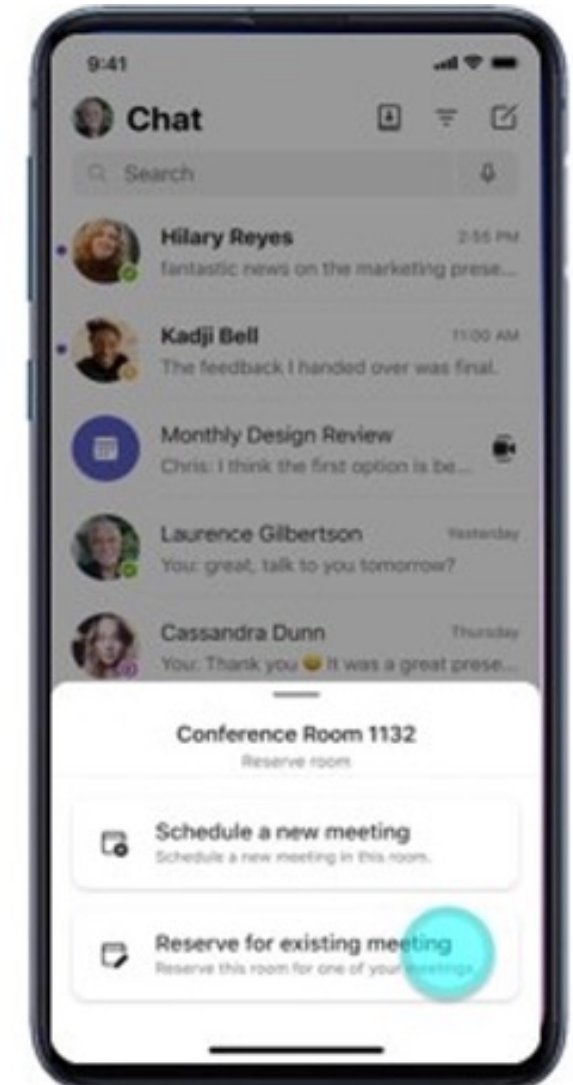 9:41
Chat
Search
Hilary Reyes 2:55 PM
fantastic news on the marketing prese...
Kadji Bell 11:00 AM
The feedback I handed over was final.
Monthly Design Review
Chris: I think the first option is be...
Laurence Gilbertson Yesterday
You: great, talk to you tomorrow?
Cassandra Dunn Thursday
You: Thank you 😄 It was a great prese...
Conference Room 1132
Reserve room
Schedule a new meeting
Schedule a new meeting in this room.
Reserve for existing meeting
Reserve this room for one of your meetings.